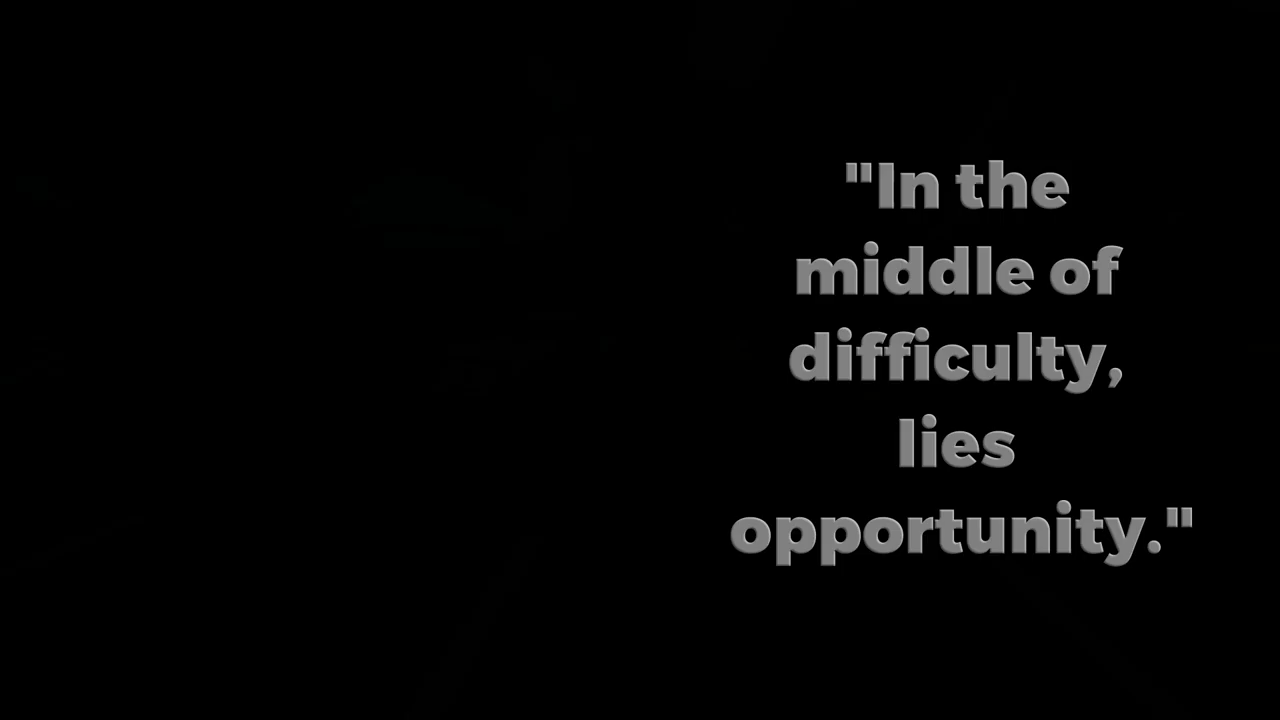 "In the
middle of
difficulty,
lies
opportunity."